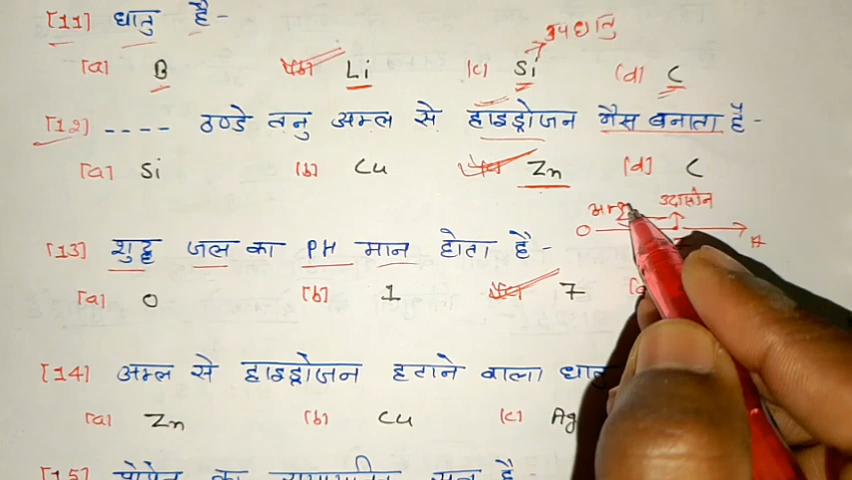 [11] धातु है -
उपधातु
(a) B (b) Li (c) Si (d) C
[12] ---- ठण्डे तनु अम्ल से हाइड्रोजन गैस बनाता है -
(a) Si (b) Cu Zn (d) C
अम्ल उदासीन
0
[13] शुद्ध जल का PH मान होता है -
(a) 0 (b) 1 7
[14] अम्ल से हाइड्रोजन हटाने वाला
(a) Zn (b) Cu (c) Ag
[15] का है -